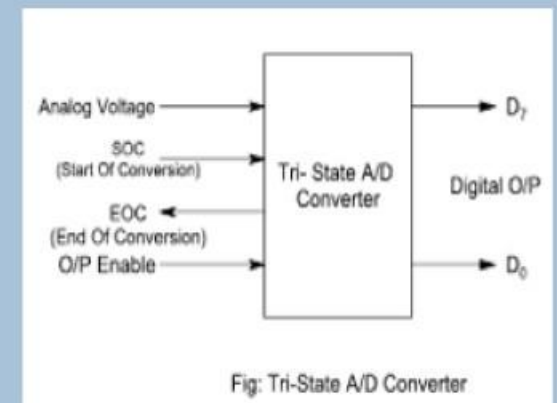 Analog Voltage
SOC
(Start Of Conversion)
EOC
(End Of Conversion)
O/P Enable
Tri- State A/D
Converter
D7
Digital O/P
D0
Fig: Tri-State A/D Converter